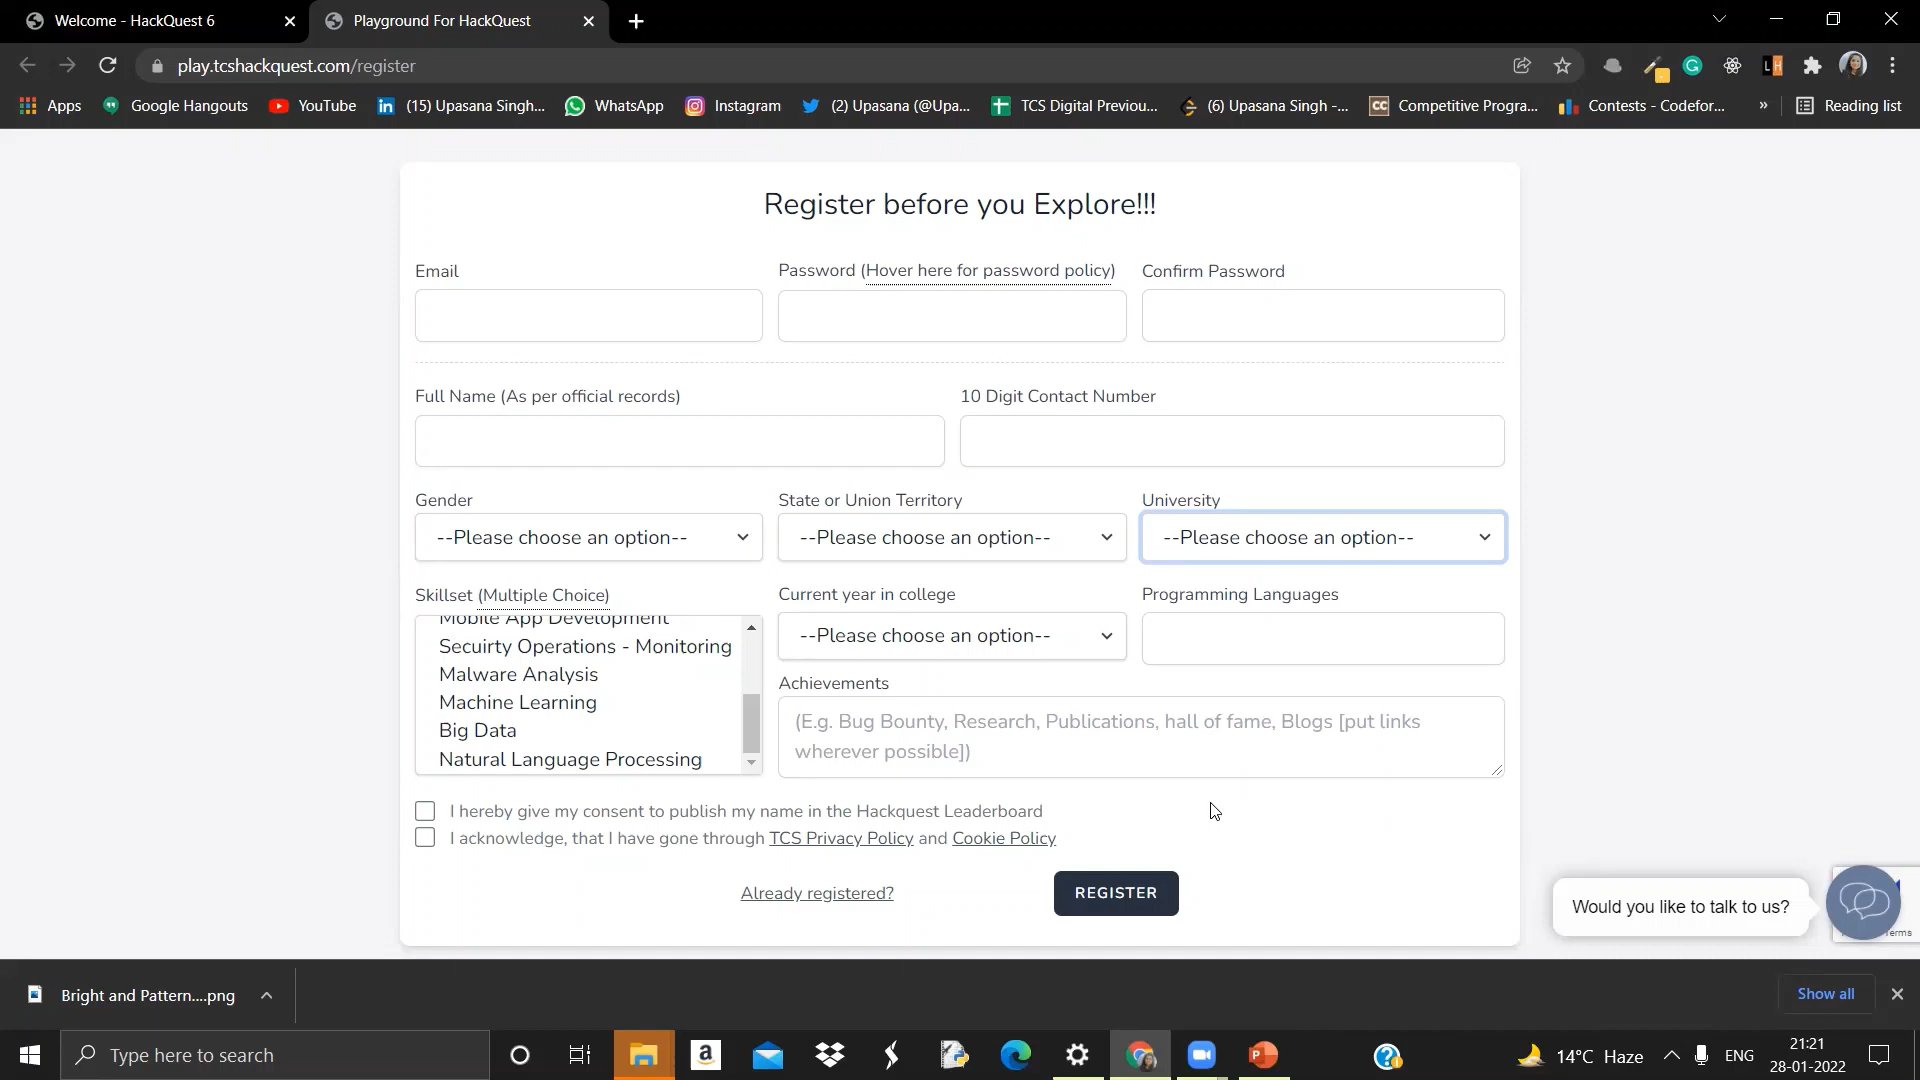 Welcome - HackQuest 6
Playground For HackQuest
play.tcshackquest.com/register
Apps
Google Hangouts
YouTube
(15) Upasana Singh...
WhatsApp
Instagram
(2) Upasana (@Upa...
TCS Digital Previou...
(6) Upasana Singh -...
Competitive Progra...
Contests - Codefor...
»
Reading list
Register before you Explore!!!
Email
Password (Hover here for password policy)
Confirm Password
Full Name (As per official records)
10 Digit Contact Number
Gender
State or Union Territory
University
--Please choose an option--
--Please choose an option--
--Please choose an option--
Skillset (Multiple Choice)
Current year in college
Programming Languages
Mobile App Development
Secuirty Operations - Monitoring
Malware Analysis
Machine Learning
Big Data
Natural Language Processing
--Please choose an option--
Achievements
(E.g. Bug Bounty, Research, Publications, hall of fame, Blogs [put links
wherever possible])
I hereby give my consent to publish my name in the Hackquest Leaderboard
I acknowledge, that I have gone through TCS Privacy Policy and Cookie Policy
Already registered?
REGISTER
Would you like to talk to us?
Bright and Pattern....png
Show all
Type here to search
14°C Haze
ENG
21:21
28-01-2022